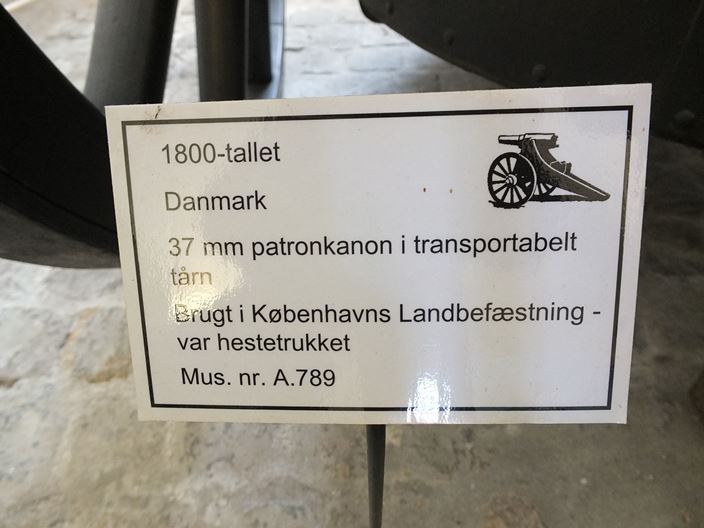 1800-tallet
Danmark
37 mm patronkanon i transportabelt
tårn
Brugt i Københavns Landbefæstning -
var hestetrukket
Mus. nr. A.789